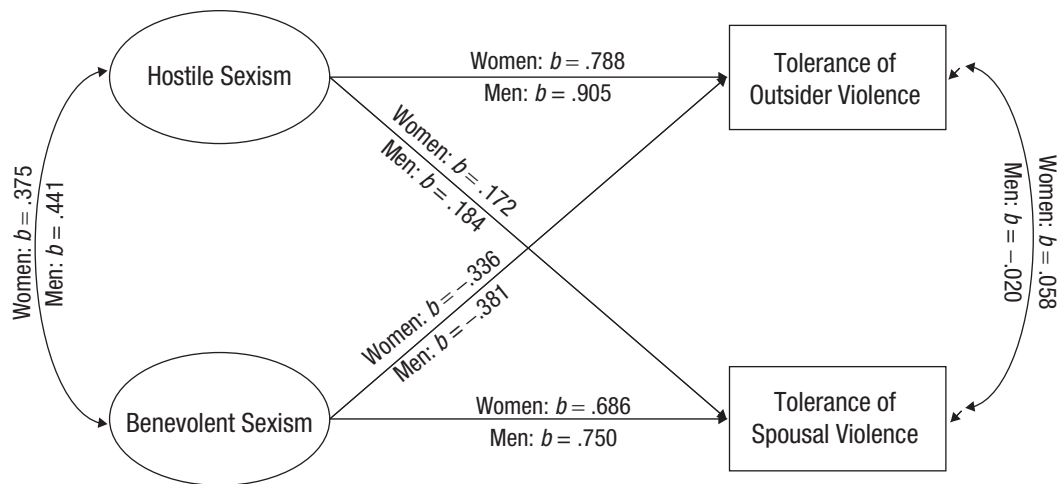 Hostile Sexism
Women: b = .788
Men: b = .905
Tolerance of
Outsider Violence
Women: b = .172
Men: b = .184
Women: b = .375
Men: b = .441
Women: b = .058
Men: b = –.020
Women: b = –.336
Men: b = –.381
Benevolent Sexism
Women: b = .686
Men: b = .750
Tolerance of
Spousal Violence